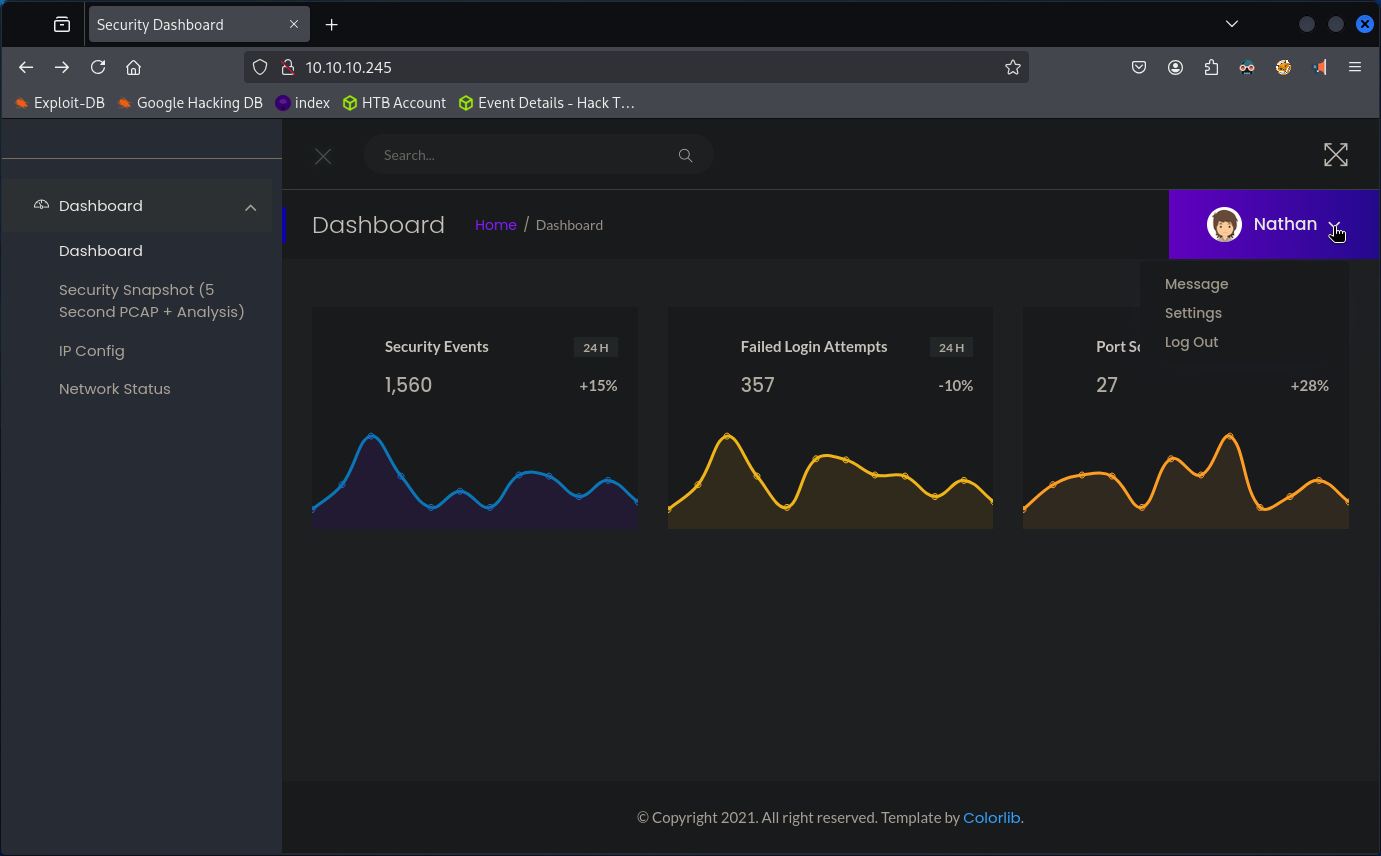 Security Dashboard
10.10.10.245
Exploit-DB
Google Hacking DB
index
HTB Account
Event Details - Hack T…
Search...
Dashboard
Dashboard
Security Snapshot (5
Second PCAP + Analysis)
IP Config
Network Status
Dashboard
Home / Dashboard
Nathan
Message
Settings
Log Out
Security Events
24 H
1,560
+15%
Failed Login Attempts
24 H
357
-10%
Port Sc
27
+28%
© Copyright 2021. All right reserved. Template by Colorlib.